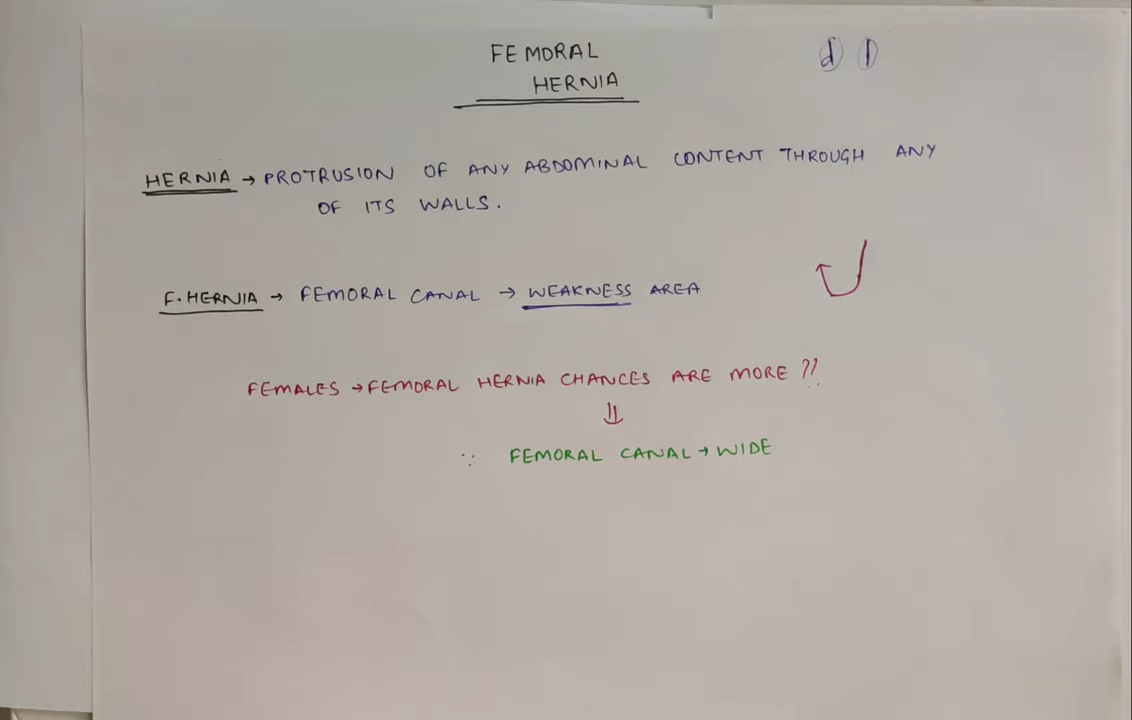 FEMORAL
HERNIA
HERNIA → PROTRUSION OF ANY ABDOMINAL CONTENT THROUGH ANY
OF ITS WALLS.
F.HERNIA → FEMORAL CANAL → WEAKNESS AREA
FEMALES → FEMORAL HERNIA CHANCES ARE MORE ??
⇓
∵ FEMORAL CANAL → WIDE